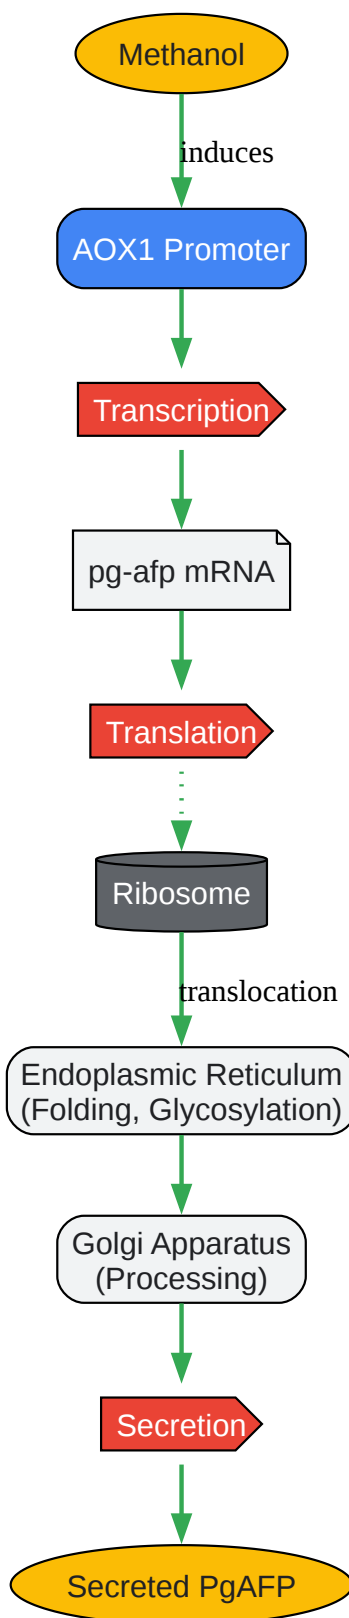 Methanol
induces
AOX1 Promoter
Transcription
pg-afp mRNA
Translation
Ribosome
translocation
Endoplasmic Reticulum
(Folding, Glycosylation)
Golgi Apparatus
(Processing)
Secretion
Secreted PgAFP